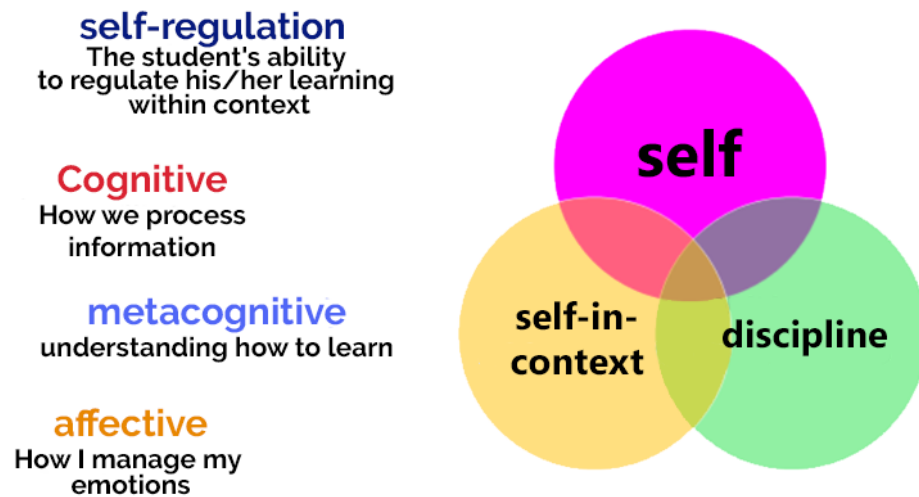 self-regulation
The student's ability
to regulate his/her learning
within context
Cognitive
How we process
information
metacognitive
understanding how to learn
affective
How I manage my
emotions
self
self-in-
context
discipline